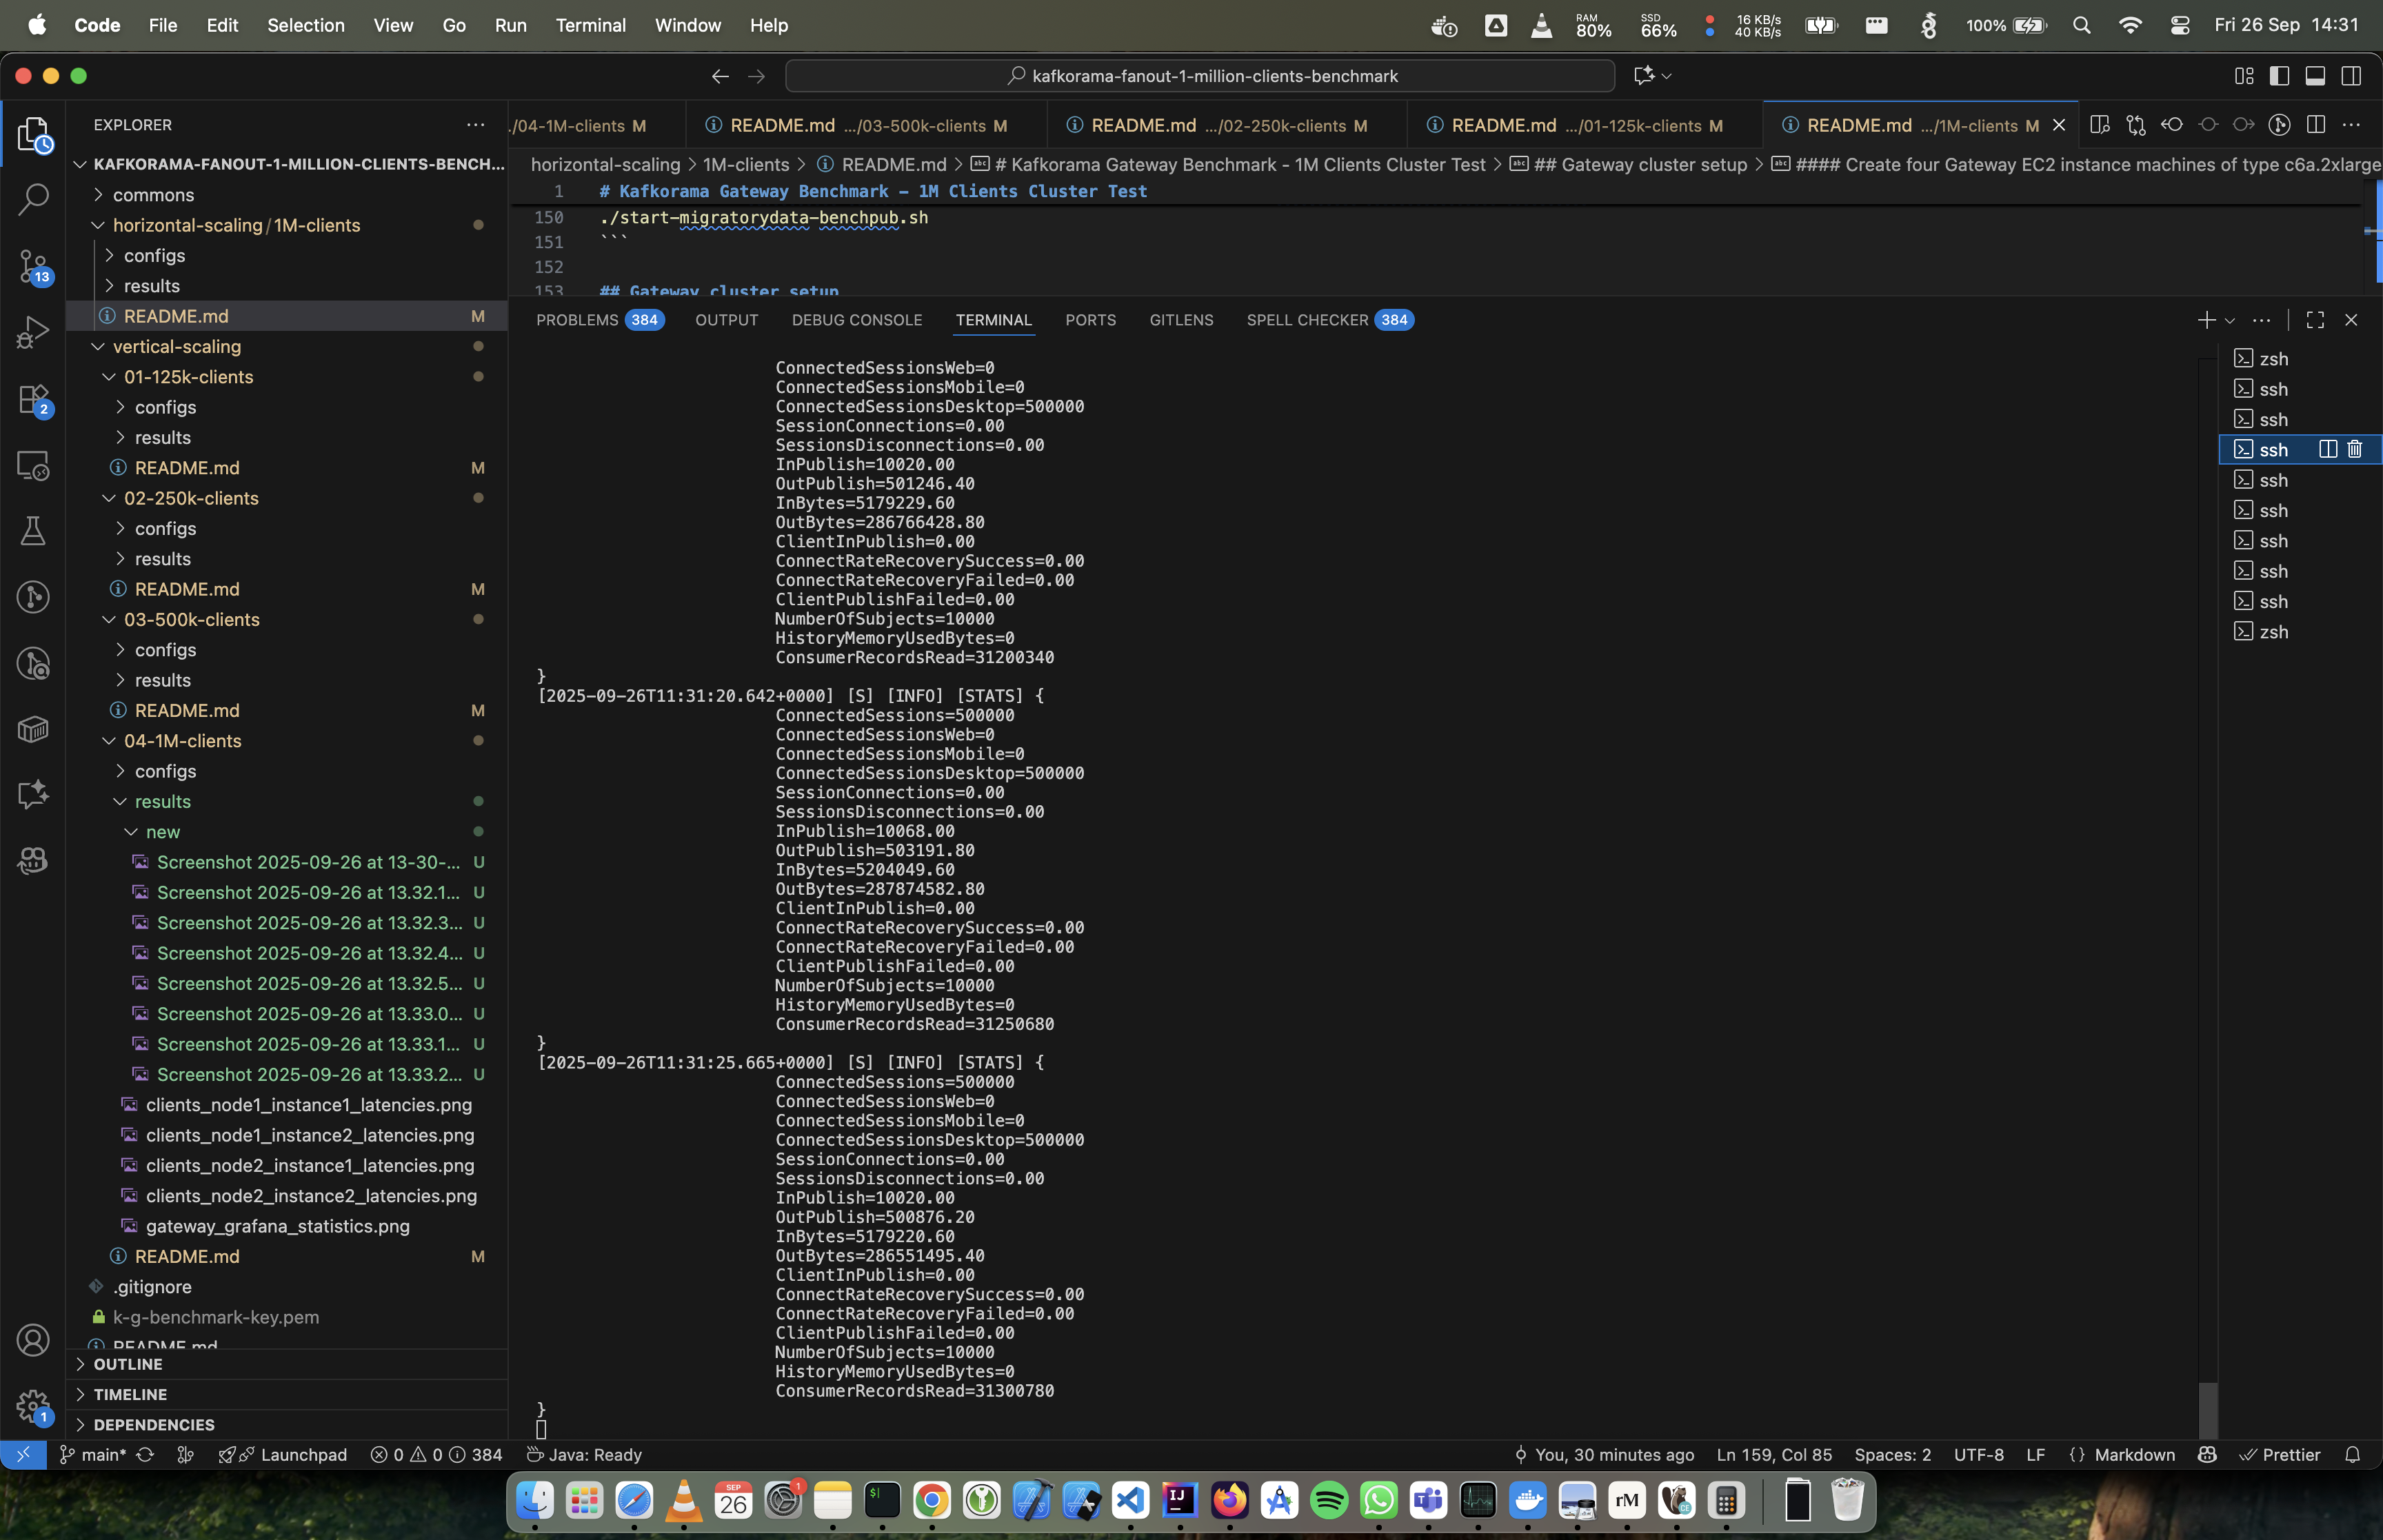 Code File Edit Selection View Go Run Terminal Window Help
RAM 80% SSD 66% 16 KB/s 40 KB/s 100% Fri 26 Sep 14:31
kafkorama-fanout-1-million-clients-benchmark
EXPLORER
KAFKORAMA-FANOUT-1-MILLION-CLIENTS-BENCH...
commons
horizontal-scaling / 1M-clients
configs
results
README.md M
vertical-scaling
01-125k-clients
configs
results
README.md M
02-250k-clients
configs
results
README.md M
03-500k-clients
configs
results
README.md M
04-1M-clients
configs
results
new
Screenshot 2025-09-26 at 13-30-... U
Screenshot 2025-09-26 at 13.32.1... U
Screenshot 2025-09-26 at 13.32.3... U
Screenshot 2025-09-26 at 13.32.4... U
Screenshot 2025-09-26 at 13.32.5... U
Screenshot 2025-09-26 at 13.33.0... U
Screenshot 2025-09-26 at 13.33.1... U
Screenshot 2025-09-26 at 13.33.2... U
clients_node1_instance1_latencies.png
clients_node1_instance2_latencies.png
clients_node2_instance1_latencies.png
clients_node2_instance2_latencies.png
gateway_grafana_statistics.png
README.md M
.gitignore
k-g-benchmark-key.pem
README.md
OUTLINE
TIMELINE
DEPENDENCIES
13
2
1
./04-1M-clients M README.md .../03-500k-clients M README.md .../02-250k-clients M README.md .../01-125k-clients M README.md .../1M-clients M
horizontal-scaling > 1M-clients > README.md > # Kafkorama Gateway Benchmark - 1M Clients Cluster Test > ## Gateway cluster setup > #### Create four Gateway EC2 instance machines of type c6a.2xlarge
1 # Kafkorama Gateway Benchmark – 1M Clients Cluster Test
150 ./start-migratorydata-benchpub.sh
151 ```
152
153 ## Gateway cluster setup
PROBLEMS 384 OUTPUT DEBUG CONSOLE TERMINAL PORTS GITLENS SPELL CHECKER 384
ConnectedSessionsWeb=0
ConnectedSessionsMobile=0
ConnectedSessionsDesktop=500000
SessionConnections=0.00
SessionsDisconnections=0.00
InPublish=10020.00
OutPublish=501246.40
InBytes=5179229.60
OutBytes=286766428.80
ClientInPublish=0.00
ConnectRateRecoverySuccess=0.00
ConnectRateRecoveryFailed=0.00
ClientPublishFailed=0.00
NumberOfSubjects=10000
HistoryMemoryUsedBytes=0
ConsumerRecordsRead=31200340
}
[2025-09-26T11:31:20.642+0000] [S] [INFO] [STATS] {
ConnectedSessions=500000
ConnectedSessionsWeb=0
ConnectedSessionsMobile=0
ConnectedSessionsDesktop=500000
SessionConnections=0.00
SessionsDisconnections=0.00
InPublish=10068.00
OutPublish=503191.80
InBytes=5204049.60
OutBytes=287874582.80
ClientInPublish=0.00
ConnectRateRecoverySuccess=0.00
ConnectRateRecoveryFailed=0.00
ClientPublishFailed=0.00
NumberOfSubjects=10000
HistoryMemoryUsedBytes=0
ConsumerRecordsRead=31250680
}
[2025-09-26T11:31:25.665+0000] [S] [INFO] [STATS] {
ConnectedSessions=500000
ConnectedSessionsWeb=0
ConnectedSessionsMobile=0
ConnectedSessionsDesktop=500000
SessionConnections=0.00
SessionsDisconnections=0.00
InPublish=10020.00
OutPublish=500876.20
InBytes=5179220.60
OutBytes=286551495.40
ClientInPublish=0.00
ConnectRateRecoverySuccess=0.00
ConnectRateRecoveryFailed=0.00
ClientPublishFailed=0.00
NumberOfSubjects=10000
HistoryMemoryUsedBytes=0
ConsumerRecordsRead=31300780
}
zsh
ssh
ssh
ssh
ssh
ssh
ssh
ssh
ssh
zsh
main* Launchpad 0 0 384 Java: Ready
You, 30 minutes ago Ln 159, Col 85 Spaces: 2 UTF-8 LF {} Markdown Prettier
SEP 26 1 $ IJ rM CE